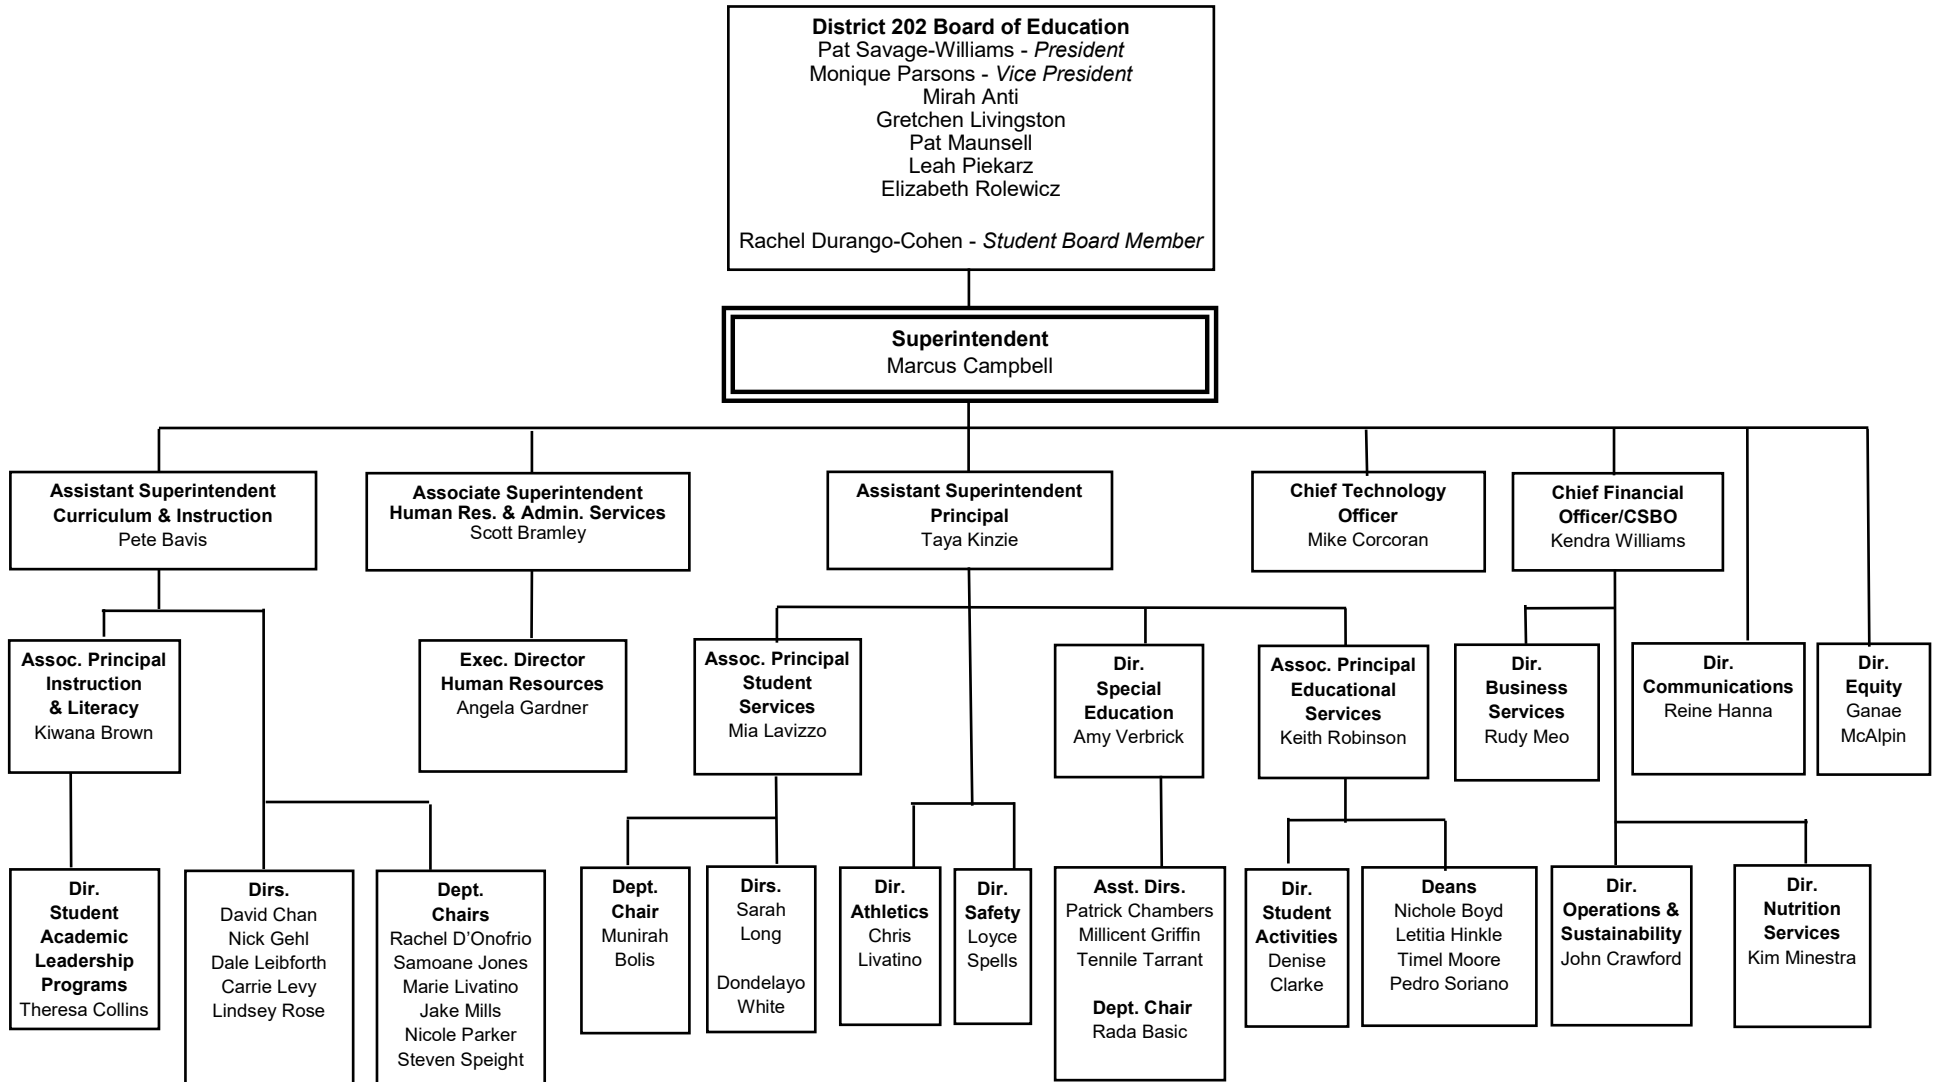 District 202 Board of Education
Pat Savage-Williams - President
Monique Parsons - Vice President
Mirah Anti
Gretchen Livingston
Pat Maunsell
Leah Piekarz
Elizabeth Rolewicz
Rachel Durango-Cohen - Student Board Member
Superintendent
Marcus Campbell
Assistant Superintendent
Curriculum & Instruction
Pete Bavis
Associate Superintendent
Human Res. & Admin. Services
Scott Bramley
Assistant Superintendent
Principal
Taya Kinzie
Chief Technology
Officer
Mike Corcoran
Chief Financial
Officer/CSBO
Kendra Williams
Assoc. Principal
Instruction
& Literacy
Kiwana Brown
Exec. Director
Human Resources
Angela Gardner
Assoc. Principal
Student
Services
Mia Lavizzo
Dir.
Special
Education
Amy Verbrick
Assoc. Principal
Educational
Services
Keith Robinson
Dir.
Business
Services
Rudy Meo
Dir.
Communications
Reine Hanna
Dir.
Equity
Ganae
McAlpin
Dir.
Student
Academic
Leadership
Programs
Theresa Collins
Dirs.
David Chan
Nick Gehl
Dale Leibforth
Carrie Levy
Lindsey Rose
Dept.
Chairs
Rachel D’Onofrio
Samoane Jones
Marie Livatino
Jake Mills
Nicole Parker
Steven Speight
Dept.
Chair
Munirah
Bolis
Dirs.
Sarah
Long
Dondelayo
White
Dir.
Athletics
Chris
Livatino
Dir.
Safety
Loyce
Spells
Asst. Dirs.
Patrick Chambers
Millicent Griffin
Tennile Tarrant
Dept. Chair
Rada Basic
Dir.
Student
Activities
Denise
Clarke
Deans
Nichole Boyd
Letitia Hinkle
Timel Moore
Pedro Soriano
Dir.
Operations &
Sustainability
John Crawford
Dir.
Nutrition
Services
Kim Minestra